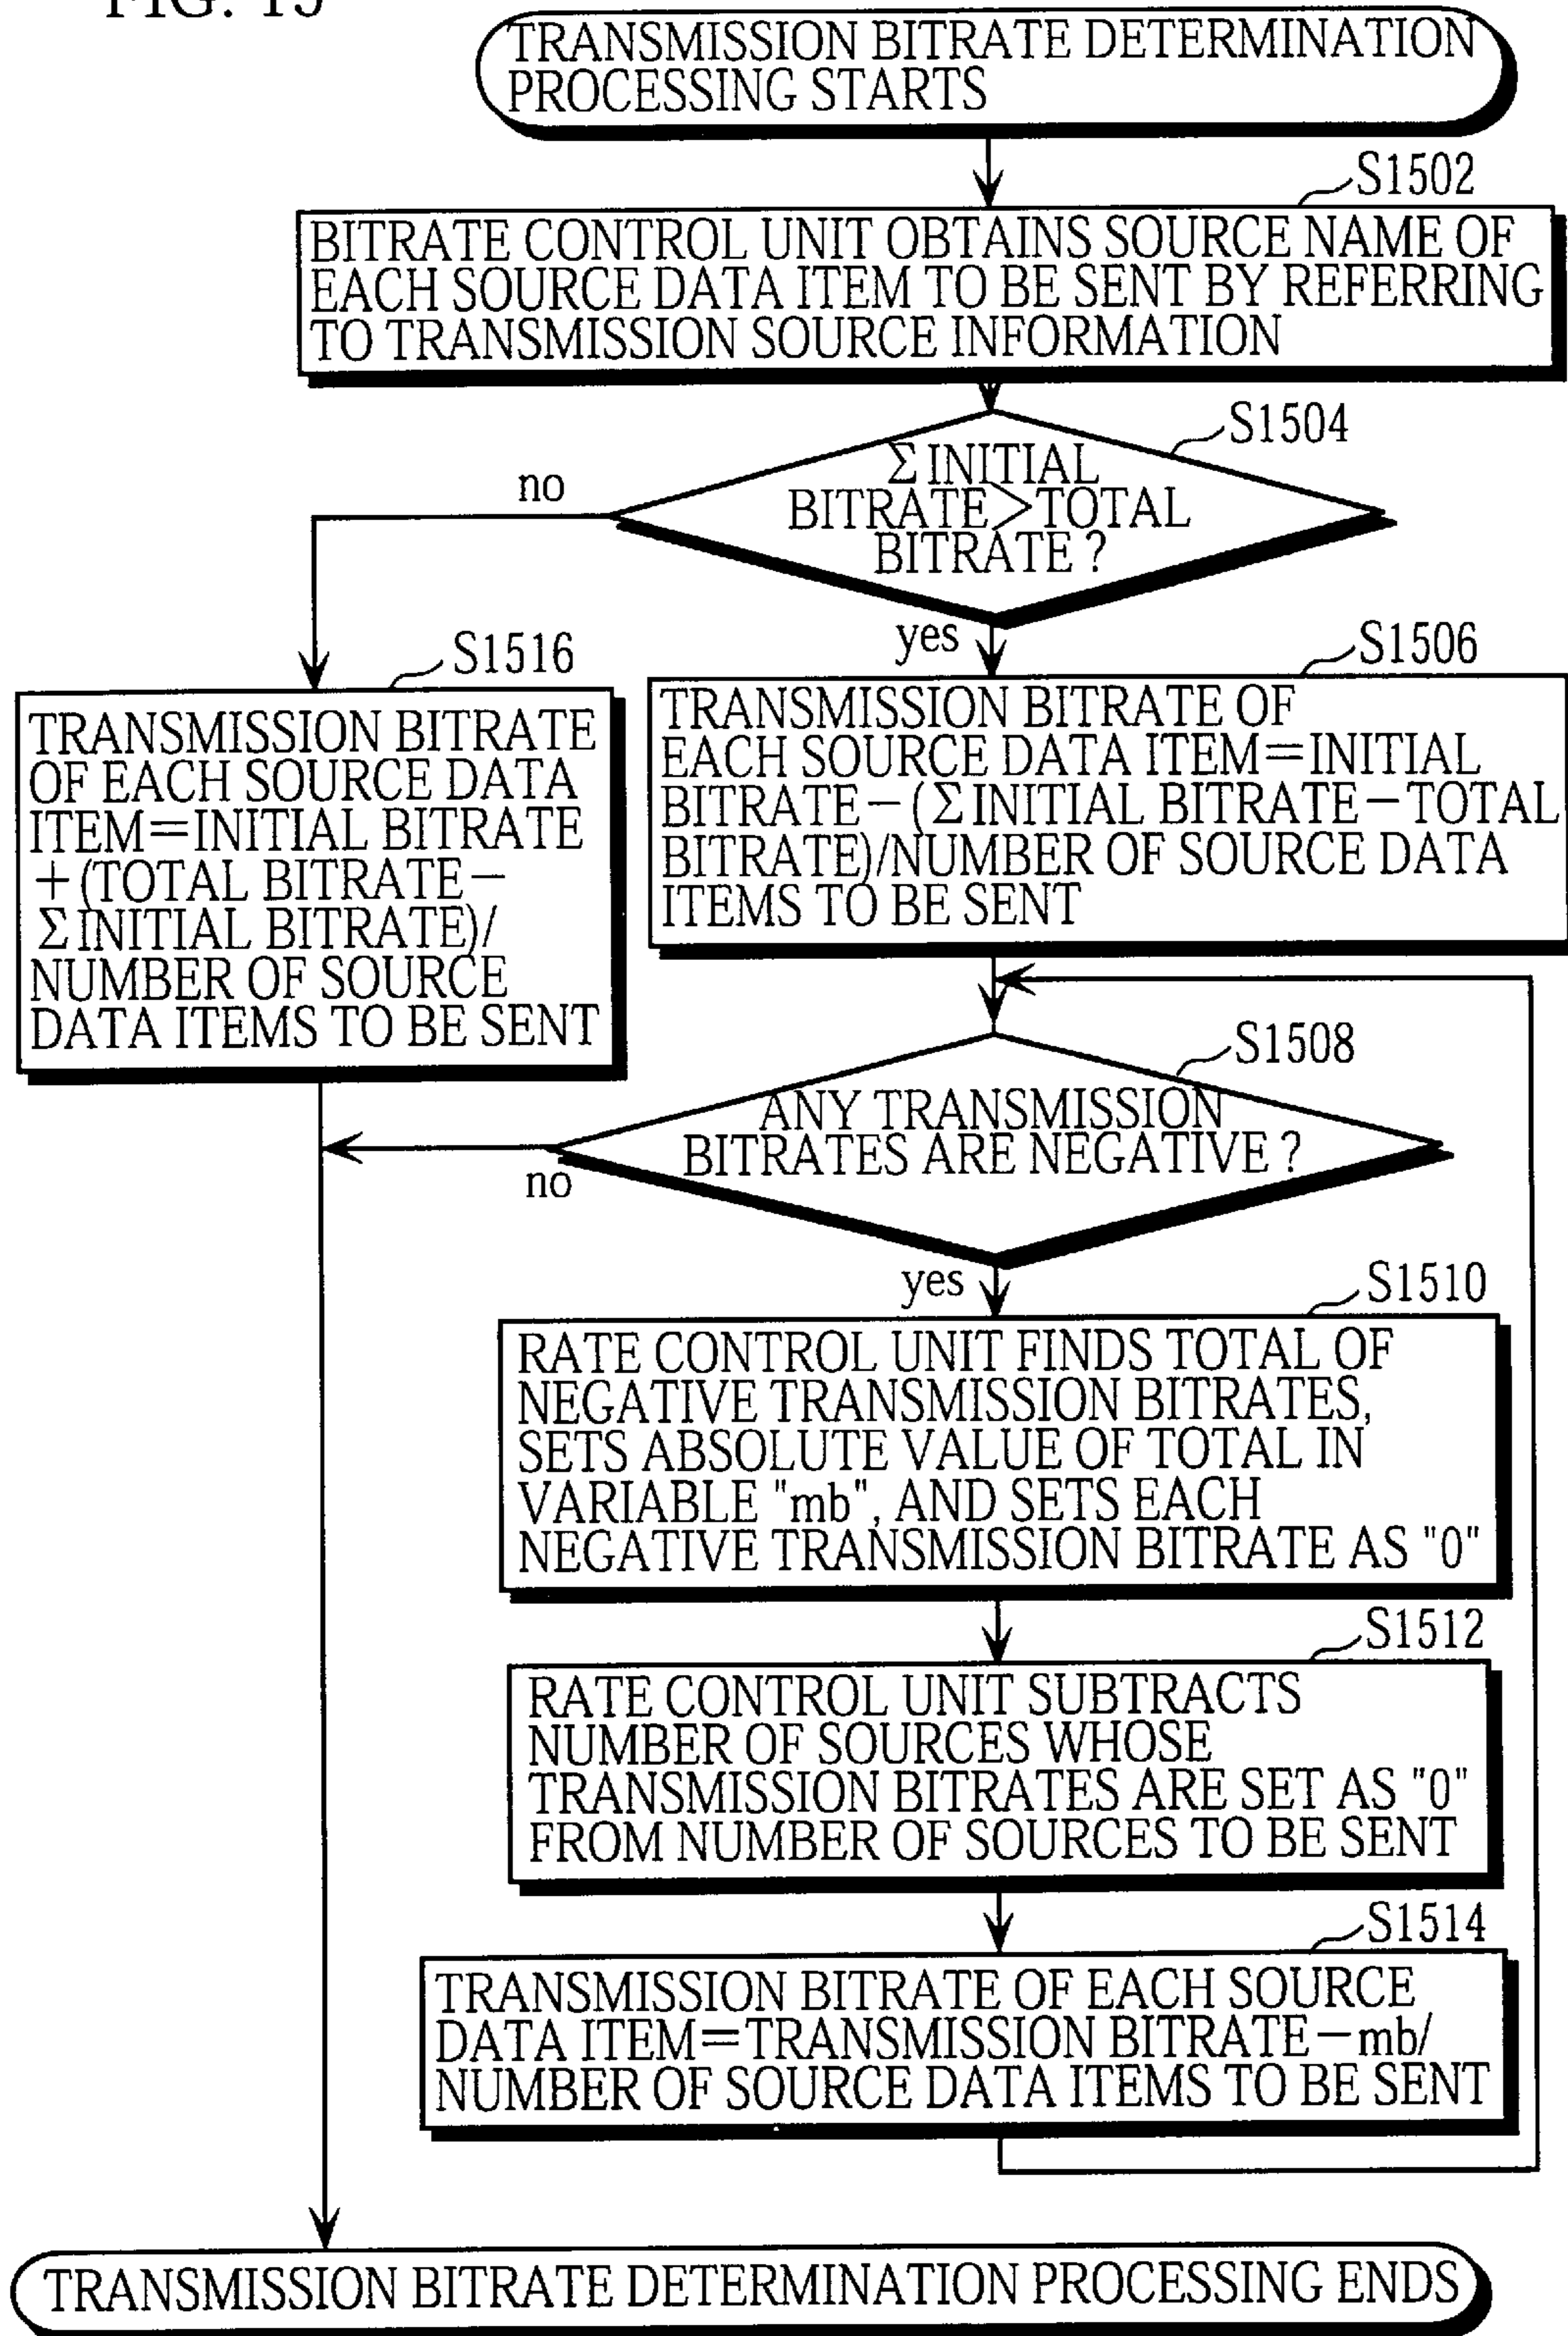 FIG. 15
TRANSMISSION BITRATE DETERMINATION
PROCESSING STARTS
S1502
BITRATE CONTROL UNIT OBTAINS SOURCE NAME OF
EACH SOURCE DATA ITEM TO BE SENT BY REFERRING
TO TRANSMISSION SOURCE INFORMATION
S1504
Σ INITIAL
BITRATE>TOTAL
BITRATE?
no
yes
S1516
TRANSMISSION BITRATE
OF EACH SOURCE DATA
ITEM=INITIAL BITRATE
+(TOTAL BITRATE−
Σ INITIAL BITRATE)/
NUMBER OF SOURCE
DATA ITEMS TO BE SENT
S1506
TRANSMISSION BITRATE OF
EACH SOURCE DATA ITEM=INITIAL
BITRATE−(Σ INITIAL BITRATE−TOTAL
BITRATE)/NUMBER OF SOURCE DATA
ITEMS TO BE SENT
S1508
ANY TRANSMISSION
BITRATES ARE NEGATIVE?
no
yes
S1510
RATE CONTROL UNIT FINDS TOTAL OF
NEGATIVE TRANSMISSION BITRATES,
SETS ABSOLUTE VALUE OF TOTAL IN
VARIABLE "mb", AND SETS EACH
NEGATIVE TRANSMISSION BITRATE AS "0"
S1512
RATE CONTROL UNIT SUBTRACTS
NUMBER OF SOURCES WHOSE
TRANSMISSION BITRATES ARE SET AS "0"
FROM NUMBER OF SOURCES TO BE SENT
S1514
TRANSMISSION BITRATE OF EACH SOURCE
DATA ITEM=TRANSMISSION BITRATE−mb/
NUMBER OF SOURCE DATA ITEMS TO BE SENT
TRANSMISSION BITRATE DETERMINATION PROCESSING ENDS